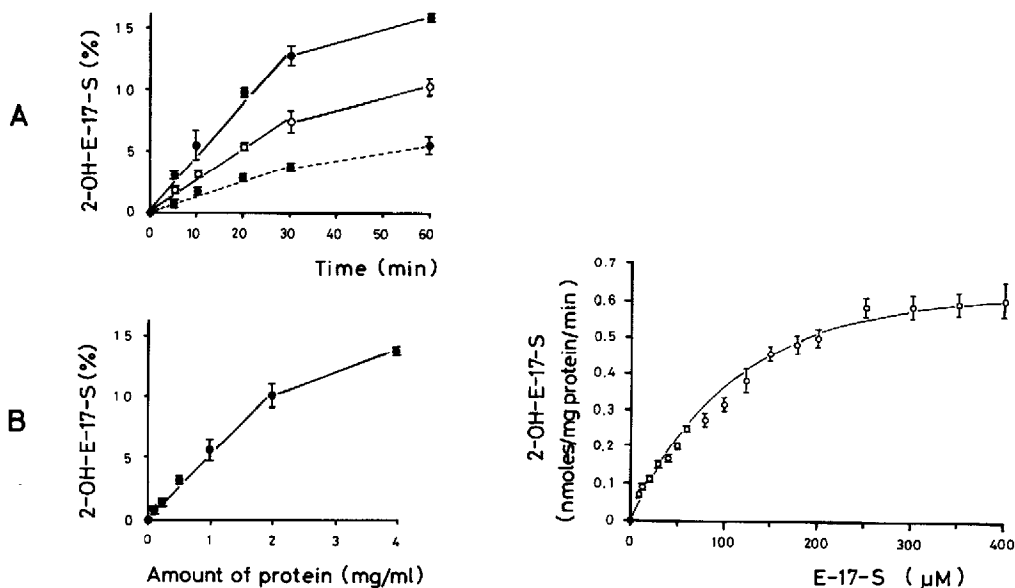 A
2-OH-E-17-S (%)
15
10
5
0
0 10 20 30 40 50 60
Time (min)
B
2-OH-E-17-S (%)
15
10
5
0
0 1 2 4
Amount of protein (mg/ml)
2-OH-E-17-S
(nmoles/mg protein/min)
0.7
0.6
0.5
0.4
0.3
0.2
0.1
0
0 100 200 300 400
E-17-S (µM)